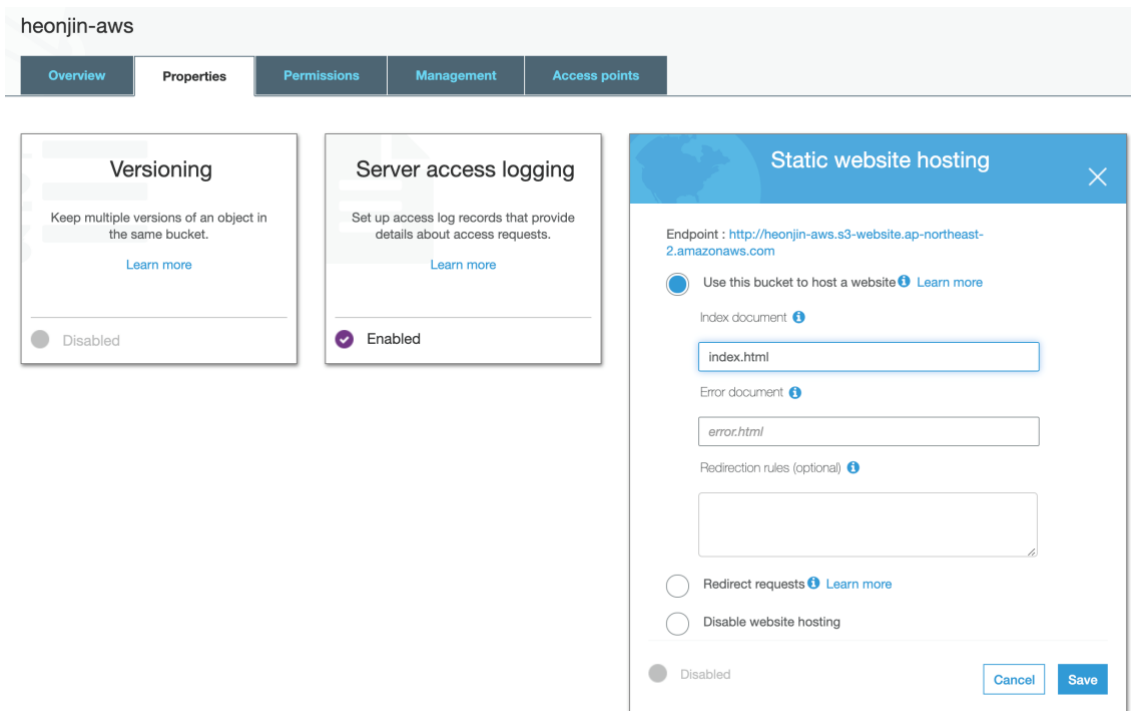 heonjin-aws
Overview
Properties
Permissions
Management
Access points
Versioning
Keep multiple versions of an object in
the same bucket.
Learn more
Disabled
Server access logging
Set up access log records that provide
details about access requests.
Learn more
Enabled
Static website hosting
Endpoint : http://heonjin-aws.s3-website.ap-northeast-
2.amazonaws.com
Use this bucket to host a website Learn more
Index document
index.html
Error document
error.html
Redirection rules (optional)
Redirect requests Learn more
Disable website hosting
Disabled
Cancel
Save